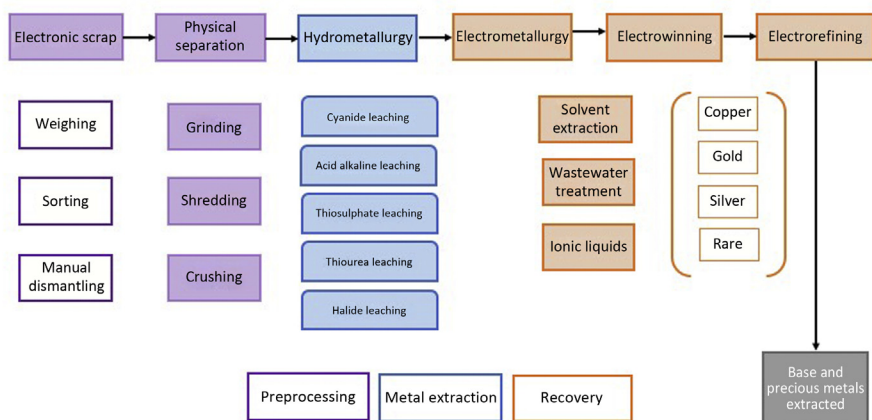 Electronic scrap
Physical
separation
Hydrometallurgy
Electrometallurgy
Electrowinning
Electrorefining
Weighing
Sorting
Manual
dismantling
Grinding
Shredding
Crushing
Cyanide leaching
Acid alkaline leaching
Thiosulphate leaching
Thiourea leaching
Halide leaching
Solvent
extraction
Wastewater
treatment
Ionic liquids
Copper
Gold
Silver
Rare
Base and
precious metals
extracted
Preprocessing
Metal extraction
Recovery